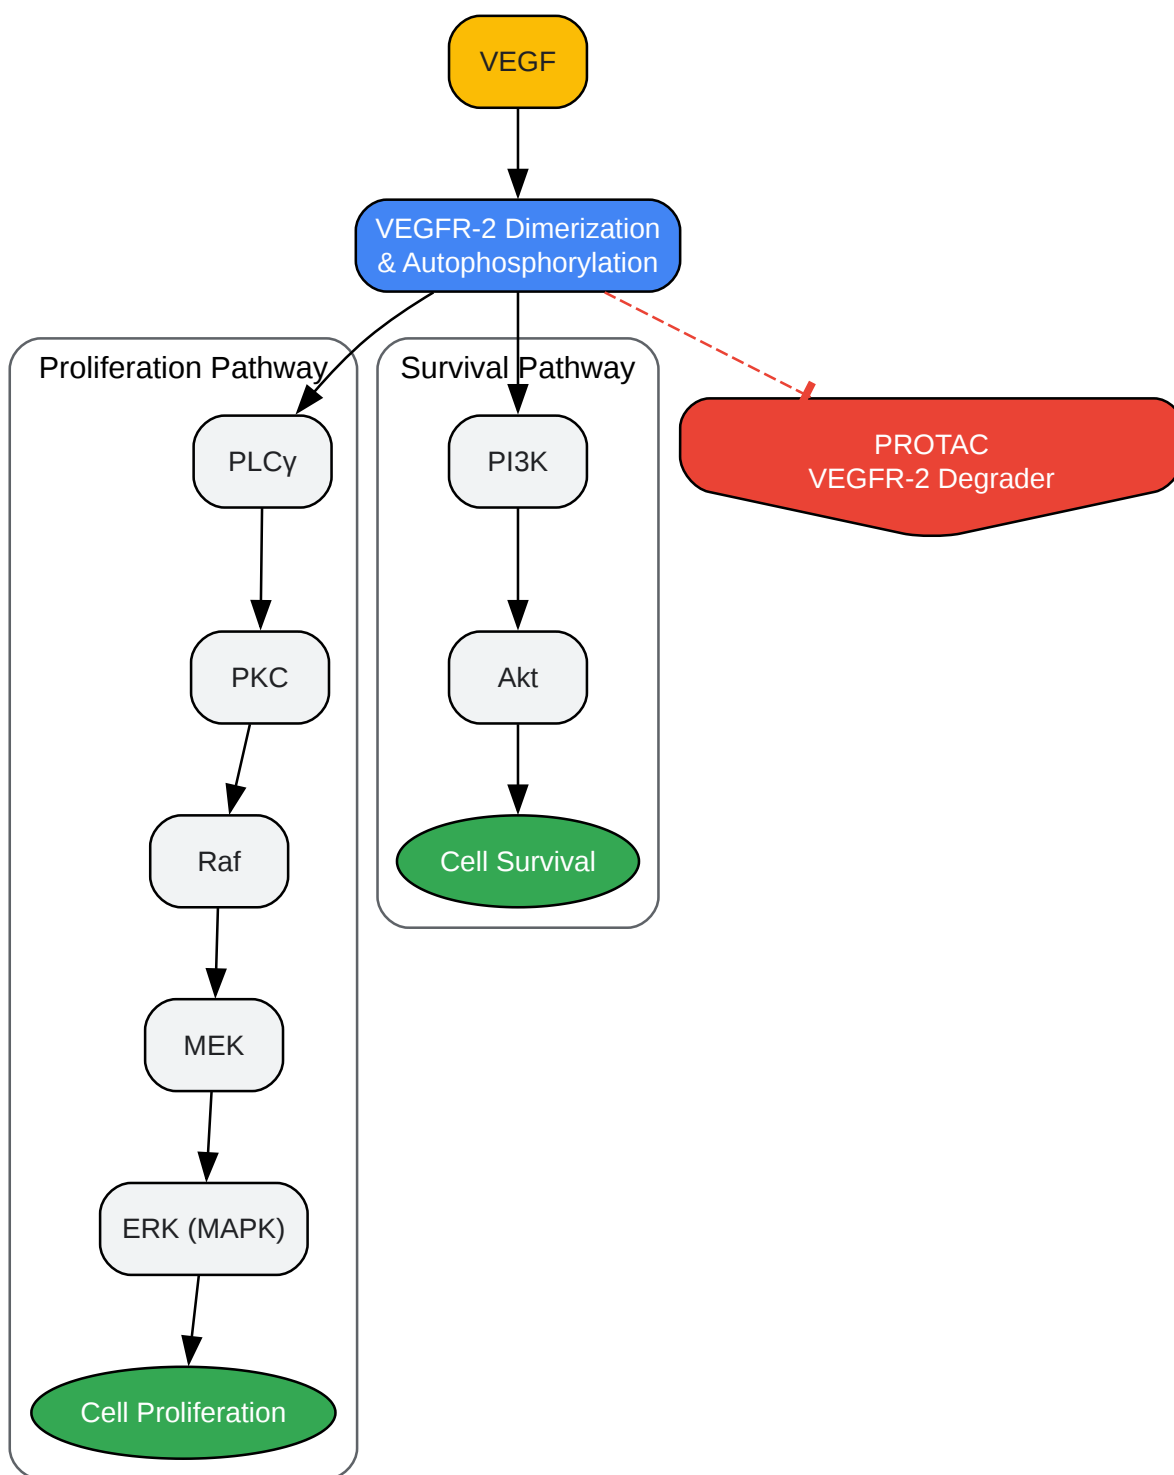 VEGF
VEGFR-2 Dimerization
& Autophosphorylation
Proliferation Pathway
Survival Pathway
PLCγ
PI3K
PROTAC
VEGFR-2 Degrader
PKC
Akt
Raf
Cell Survival
MEK
ERK (MAPK)
Cell Proliferation